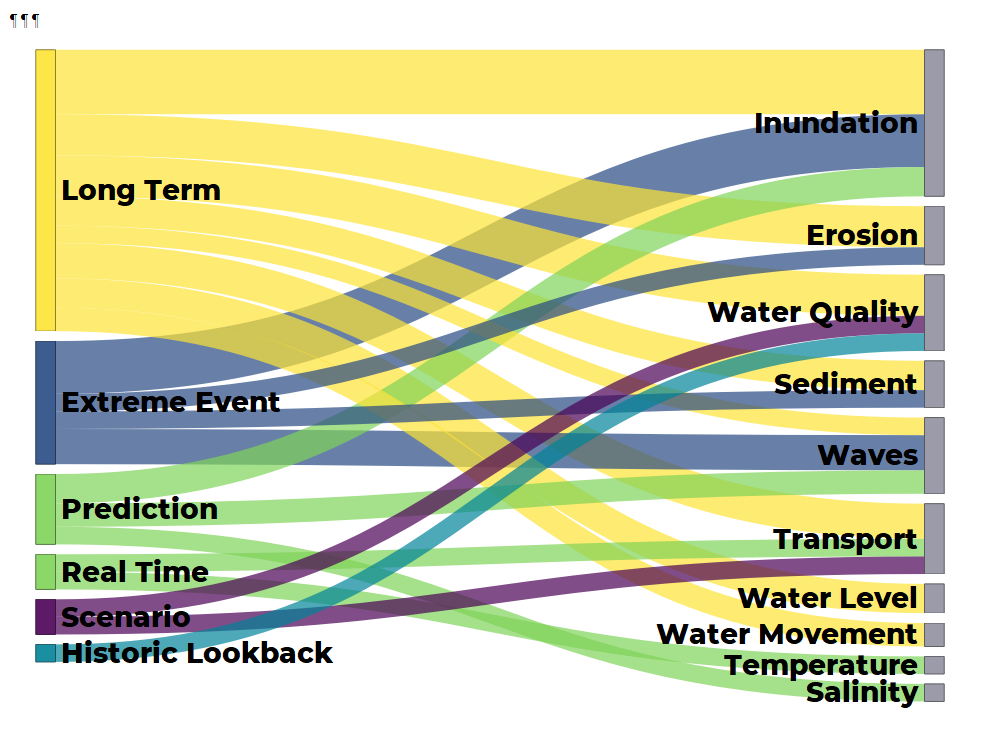 ¶¶¶
Inundation
Long Term
Erosion
Water Quality
Sediment
Extreme Event
Waves
Prediction
Transport
Real Time
Water Level
Scenario
Water Movement
Historic Lookback
Temperature
Salinity